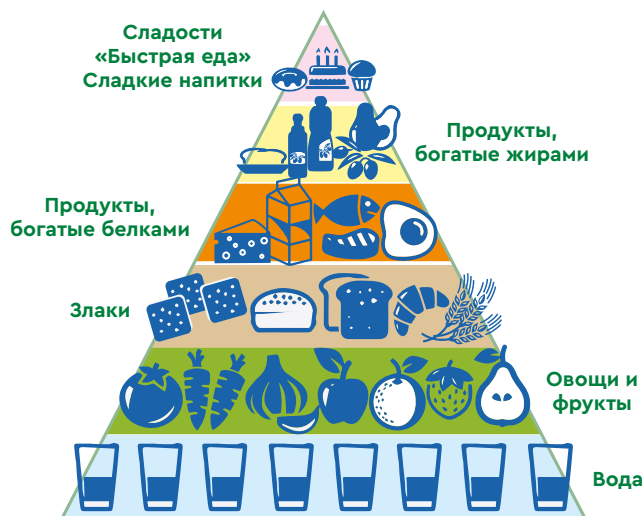 Сладости
«Быстрая еда»
Сладкие напитки
Продукты,
богатые жирами
Продукты,
богатые белками
Злаки
Овощи и
фрукты
Вода